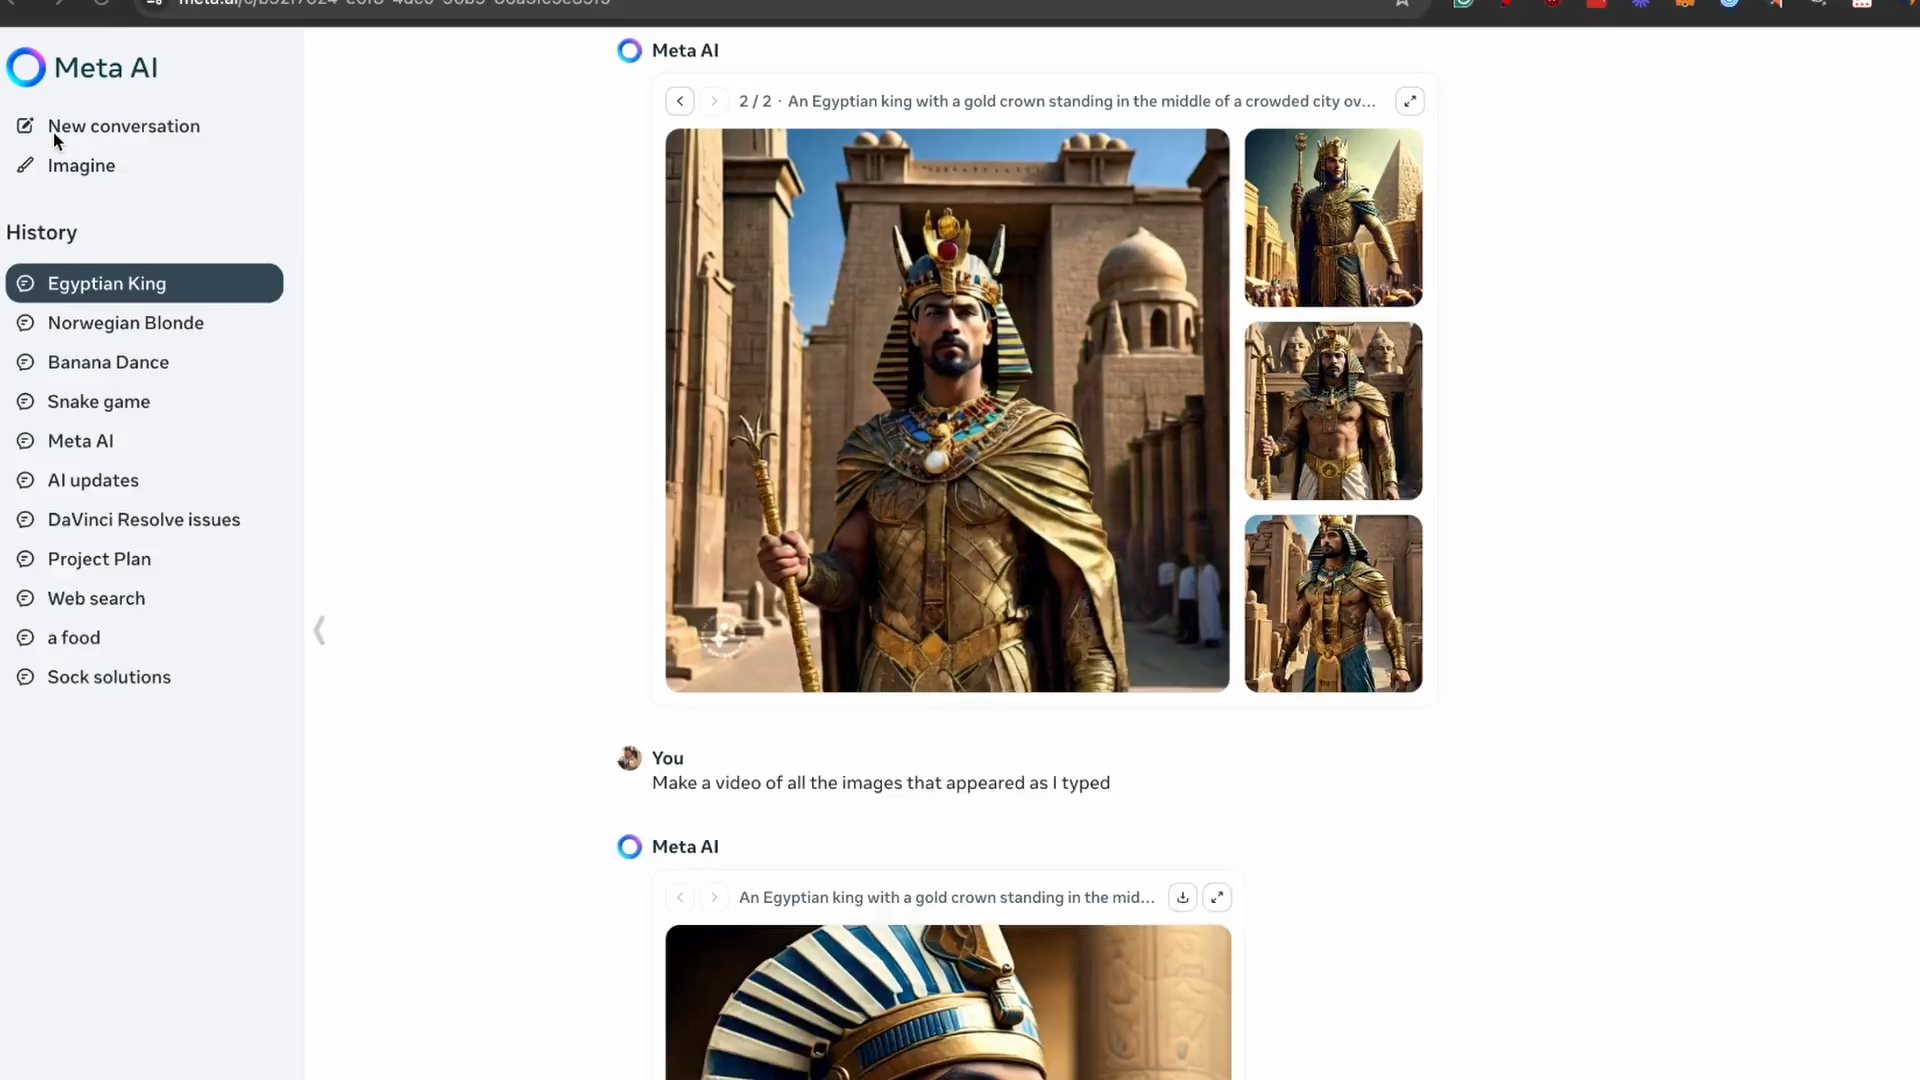 Meta AI
New conversation
Imagine
History
Egyptian King
Norwegian Blonde
Banana Dance
Snake game
Meta AI
AI updates
DaVinci Resolve issues
Project Plan
Web search
a food
Sock solutions
Meta AI
2 / 2 · An Egyptian king with a gold crown standing in the middle of a crowded city ov...
You
Make a video of all the images that appeared as I typed
Meta AI
An Egyptian king with a gold crown standing in the mid...